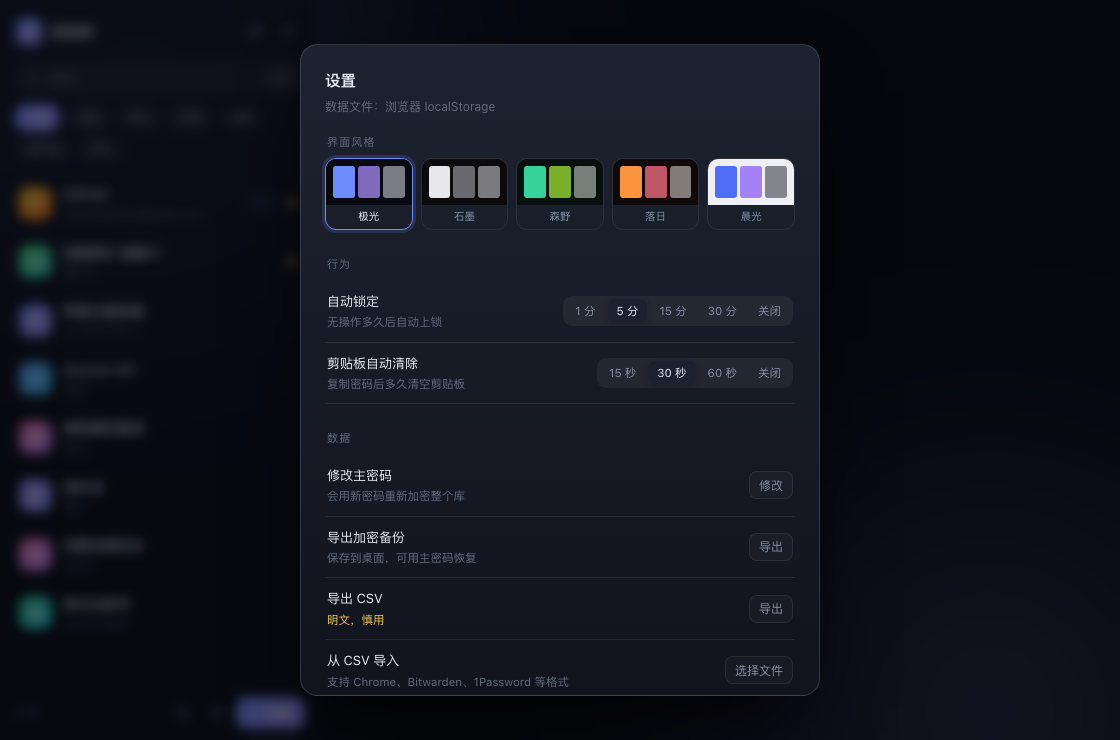 设置
数据文件：浏览器 localStorage
界面风格
极光 石墨 森野 落日 晨光
行为
自动锁定
无操作多久后自动上锁
1 分 5 分 15 分 30 分 关闭
剪贴板自动清除
复制密码后多久清空剪贴板
15 秒 30 秒 60 秒 关闭
数据
修改主密码
会用新密码重新加密整个库
修改
导出加密备份
保存到桌面，可用主密码恢复
导出
导出 CSV
明文，慎用
导出
从 CSV 导入
支持 Chrome、Bitwarden、1Password 等格式
选择文件